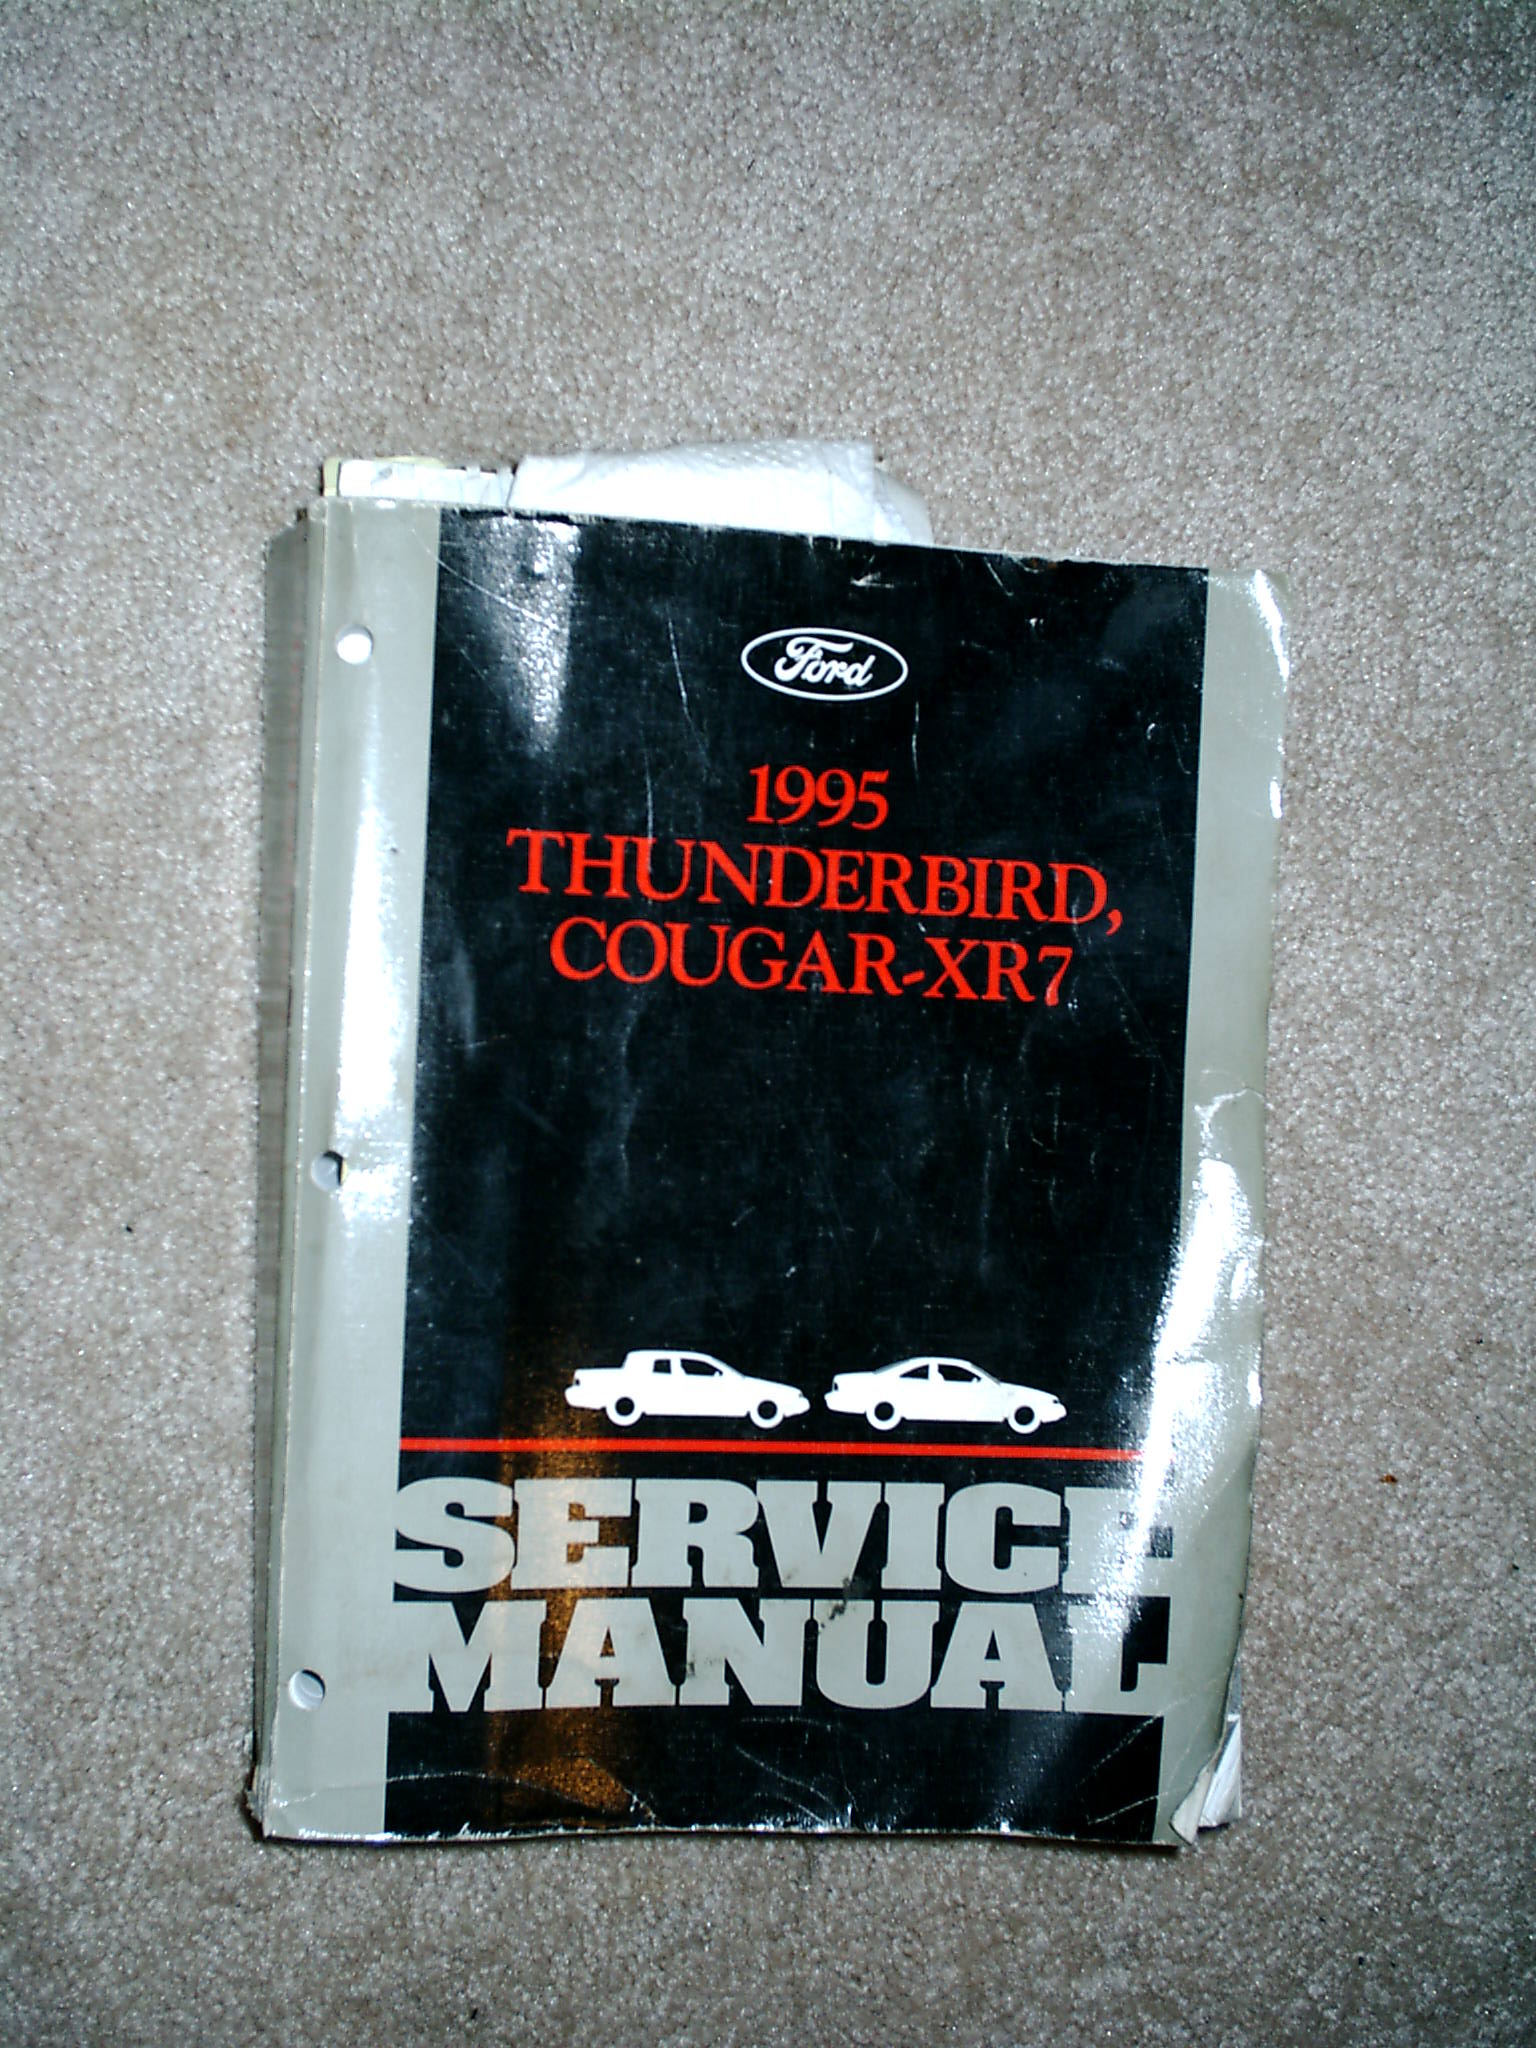 Ford
1995
THUNDERBIRD,
COUGAR-XR7
SERVICE
MANUAL